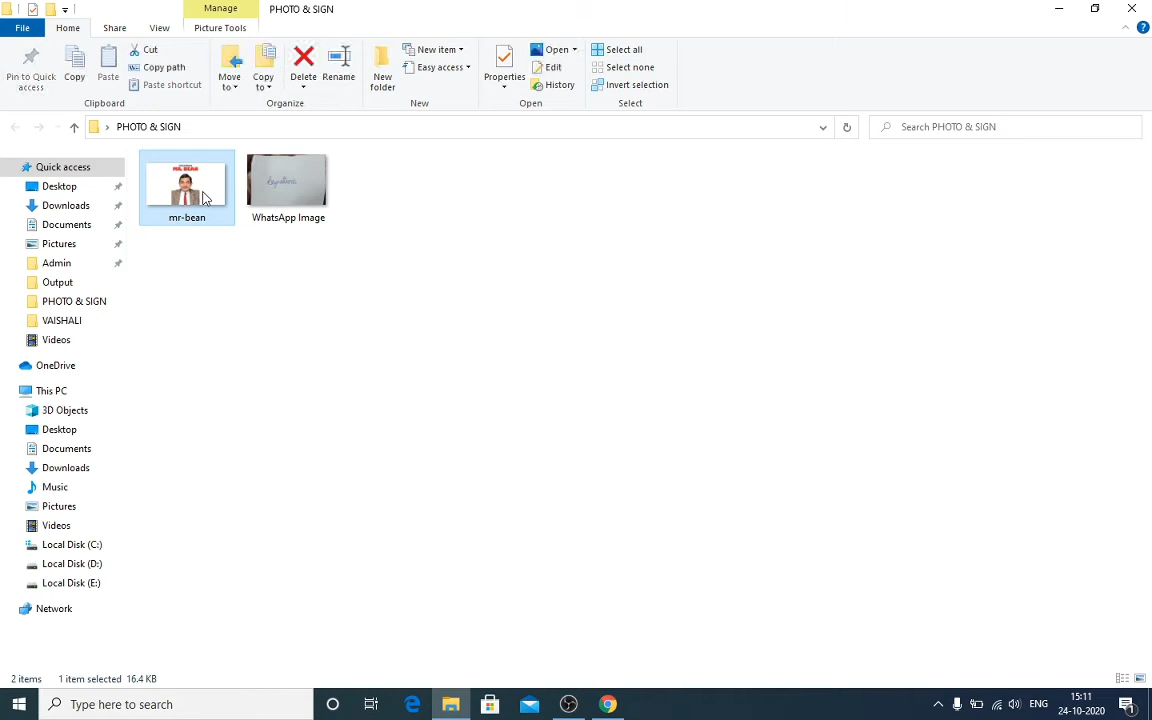 Manage
PHOTO & SIGN
File
Home
Share
View
Picture Tools
Pin to Quick access
Copy
Paste
Cut
Copy path
Paste shortcut
Clipboard
Move to
Copy to
Delete
Rename
Organize
New folder
New item
Easy access
New
Properties
Open
Edit
History
Open
Select all
Select none
Invert selection
Select
PHOTO & SIGN
Search PHOTO & SIGN
Quick access
Desktop
Downloads
Documents
Pictures
Admin
Output
PHOTO & SIGN
VAISHALI
Videos
OneDrive
This PC
3D Objects
Desktop
Documents
Downloads
Music
Pictures
Videos
Local Disk (C:)
Local Disk (D:)
Local Disk (E:)
Network
MR. BEAN
mr-bean
WhatsApp Image
2 items
1 item selected 16.4 KB
Type here to search
ENG
15:11
24-10-2020
1